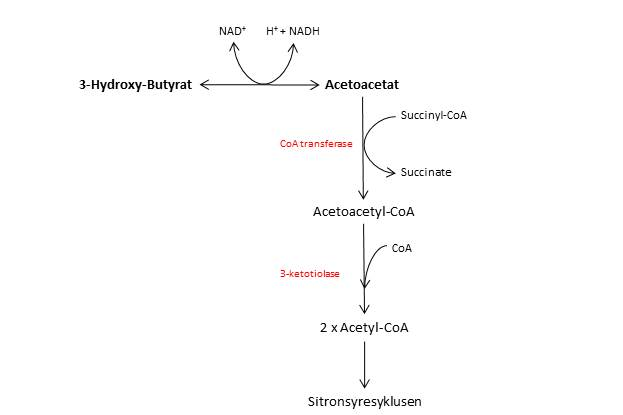 NAD⁺ H⁺ + NADH
3-Hydroxy-Butyrat Acetoacetat
Succinyl-CoA
CoA transferase
Succinate
Acetoacetyl-CoA
CoA
3-ketotiolase
2 x Acetyl-CoA
Sitronsyresyklusen